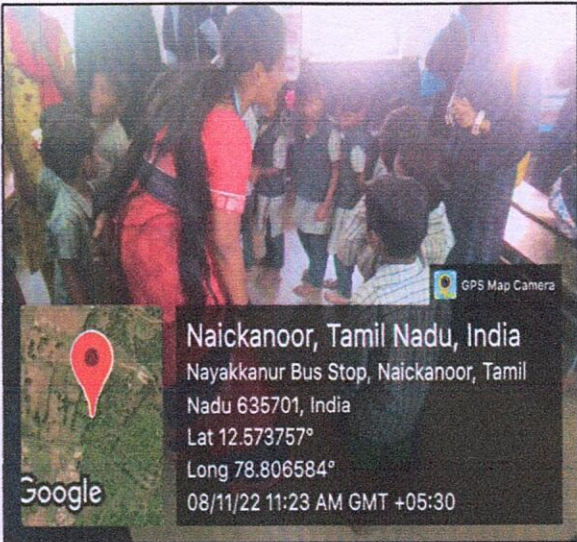 GPS Map Camera
Naickanoor, Tamil Nadu, India
Nayakkanur Bus Stop, Naickanoor, Tamil
Nadu 635701, India
Lat 12.573757°
Long 78.806584°
08/11/22 11:23 AM GMT +05:30
Google